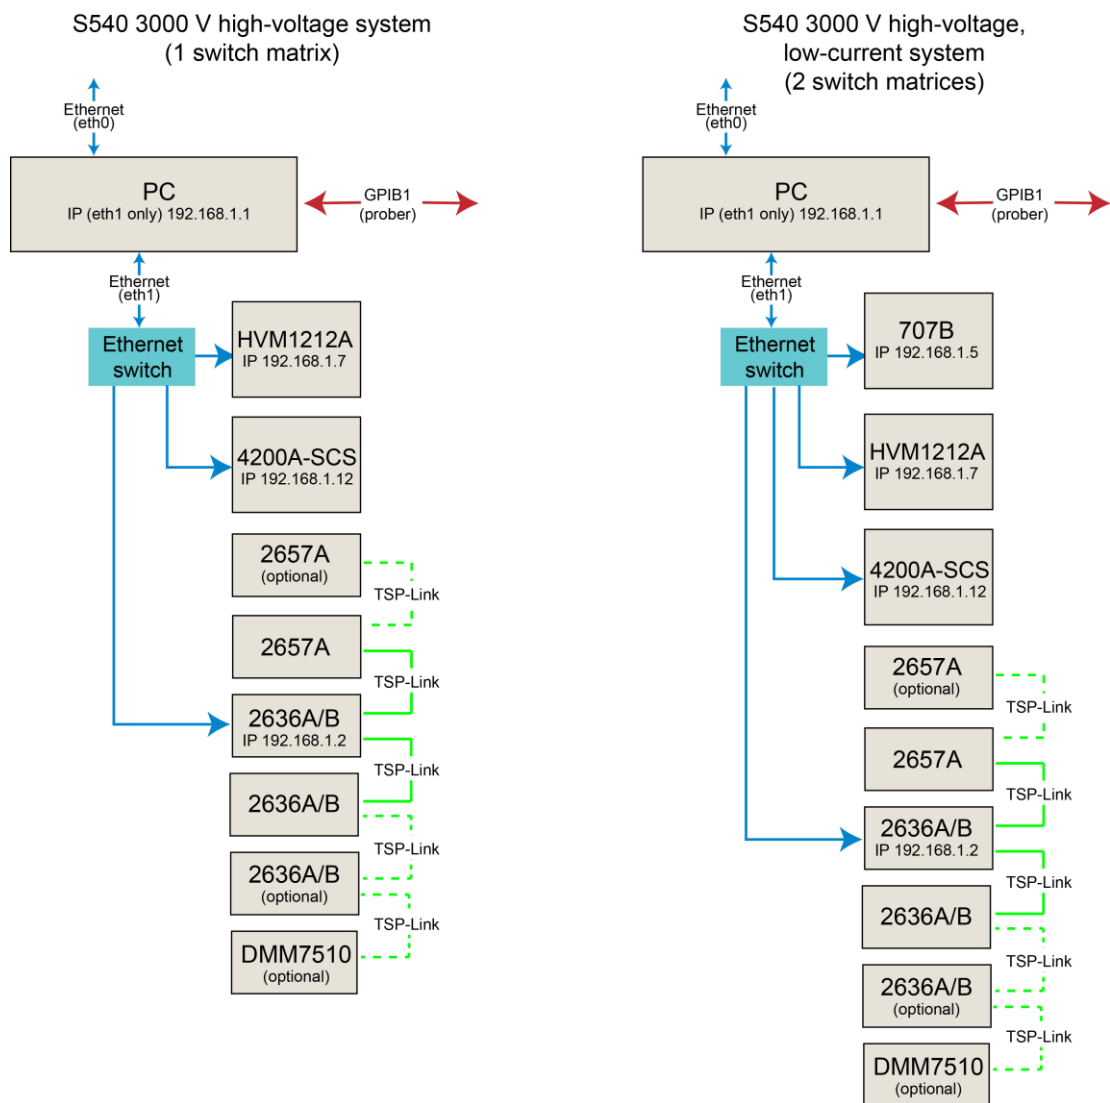 S540 3000 V high-voltage system
(1 switch matrix)
Ethernet
(eth0)
PC
IP (eth1 only) 192.168.1.1
GPIB1
(prober)
Ethernet
(eth1)
Ethernet
switch
HVM1212A
IP 192.168.1.7
4200A-SCS
IP 192.168.1.12
2657A
(optional)
TSP-Link
2657A
TSP-Link
2636A/B
IP 192.168.1.2
TSP-Link
2636A/B
TSP-Link
2636A/B
(optional)
TSP-Link
DMM7510
(optional)
S540 3000 V high-voltage,
low-current system
(2 switch matrices)
Ethernet
(eth0)
PC
IP (eth1 only) 192.168.1.1
GPIB1
(prober)
Ethernet
(eth1)
Ethernet
switch
707B
IP 192.168.1.5
HVM1212A
IP 192.168.1.7
4200A-SCS
IP 192.168.1.12
2657A
(optional)
TSP-Link
2657A
TSP-Link
2636A/B
IP 192.168.1.2
TSP-Link
2636A/B
TSP-Link
2636A/B
(optional)
TSP-Link
DMM7510
(optional)